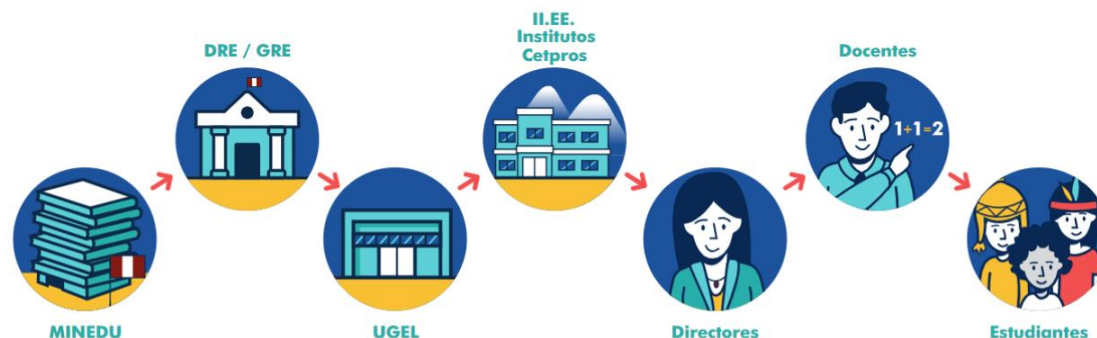 MINEDU
DRE / GRE
UGEL
II.EE.
Institutos
Cetpros
Directores
Docentes
1+1=2
Estudiantes